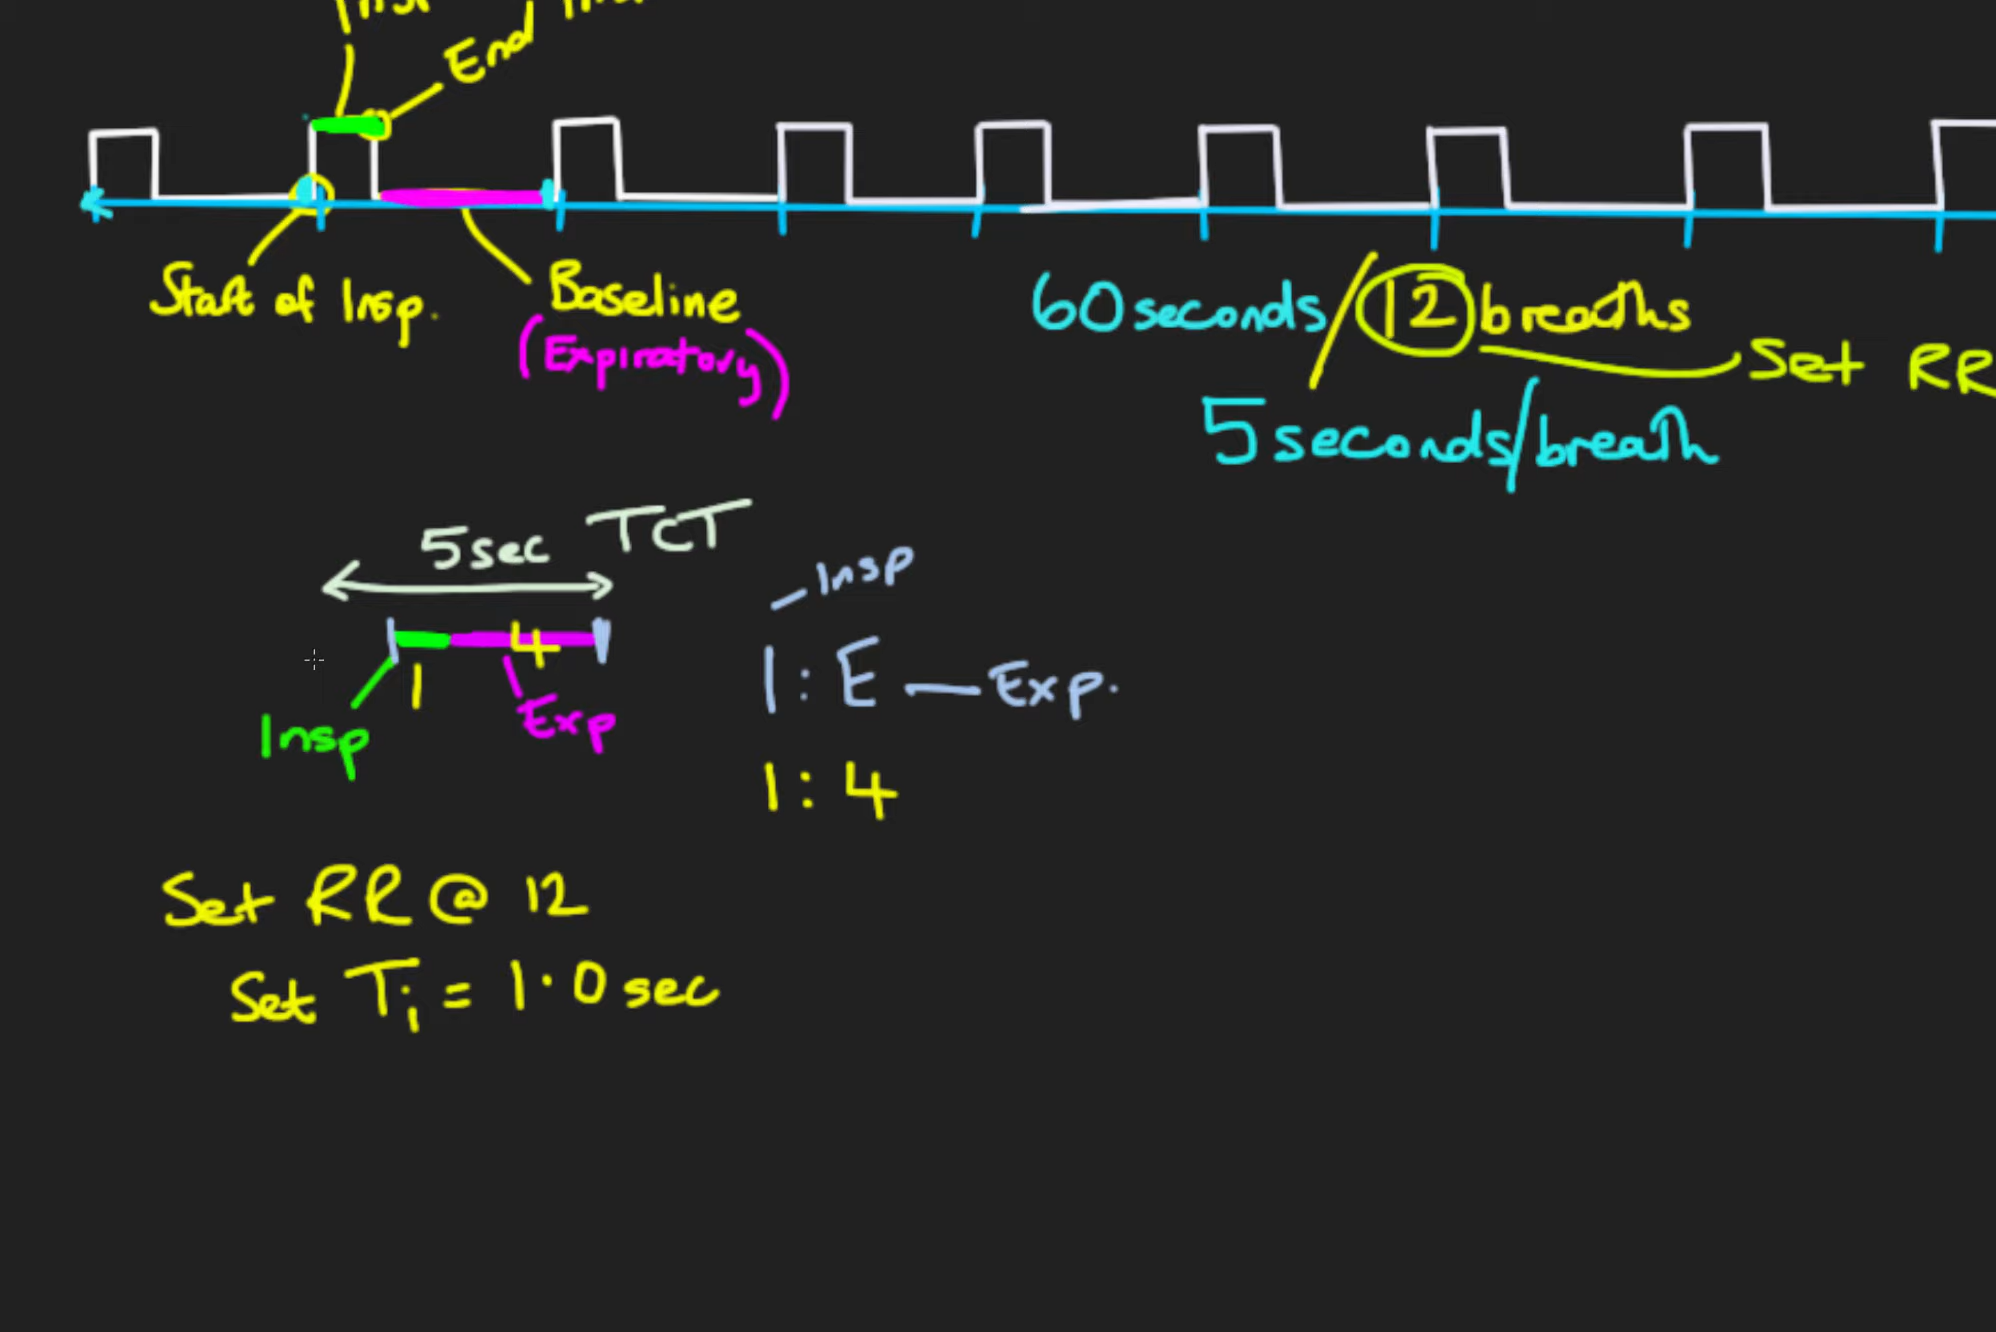 End
Start of Insp.
Baseline
(Expiratory)
60 seconds / 12 breaths
Set RR
5 seconds/breath
5 sec TCT
Insp
1 4
I : E — Exp.
Insp
Exp
1 : 4
Set RR @ 12
Set Ti = 1.0 sec